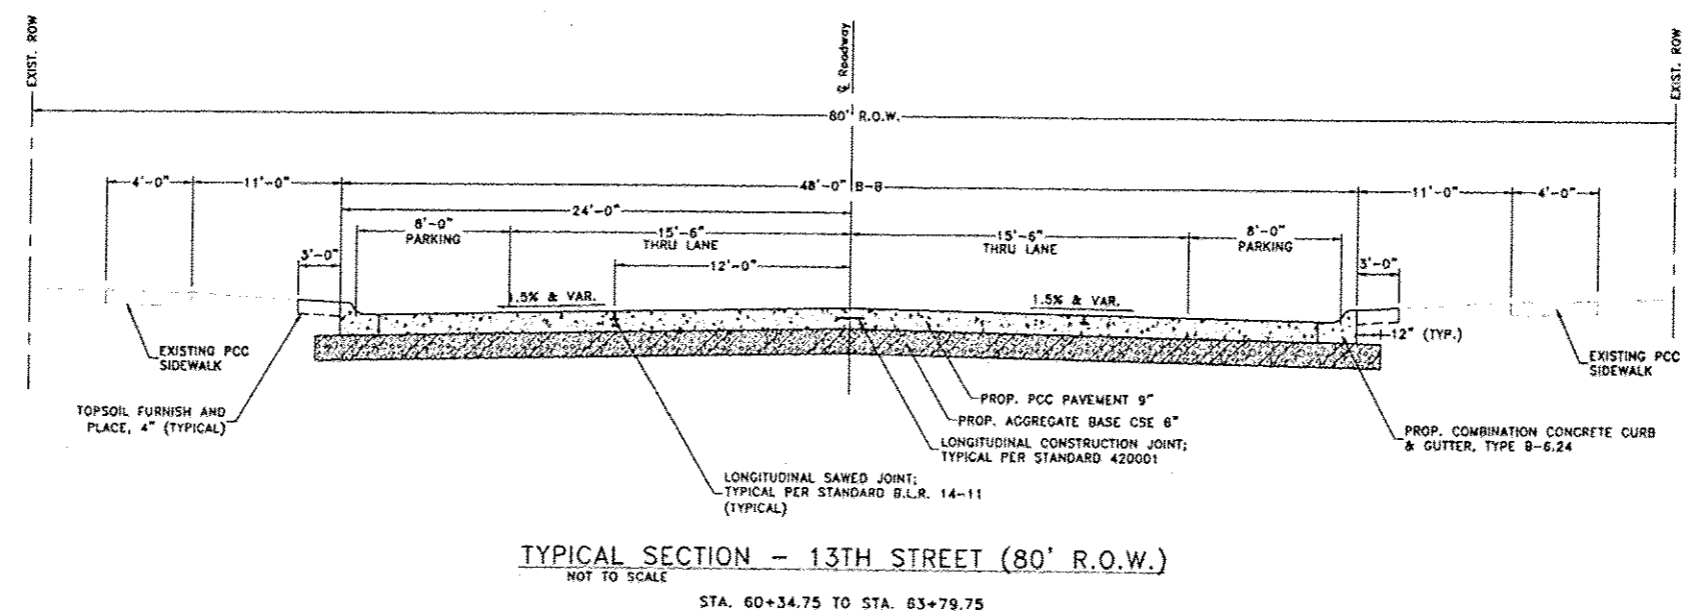 EXIST. ROW
℄ Roadway
EXIST. ROW
80' R.O.W.
4'-0"
11'-0"
48'-0" B-B
11'-0"
4'-0"
24'-0"
8'-0"
PARKING
15'-6"
THRU LANE
15'-6"
THRU LANE
8'-0"
PARKING
3'-0"
12'-0"
3'-0"
1.5% & VAR.
1.5% & VAR.
12" (TYP.)
EXISTING PCC
SIDEWALK
EXISTING PCC
SIDEWALK
TOPSOIL FURNISH AND
PLACE, 4" (TYPICAL)
PROP. PCC PAVEMENT 9"
PROP. AGGREGATE BASE CSE 6"
LONGITUDINAL CONSTRUCTION JOINT;
TYPICAL PER STANDARD 420001
PROP. COMBINATION CONCRETE CURB
& GUTTER, TYPE B-6.24
LONGITUDINAL SAWED JOINT;
TYPICAL PER STANDARD B.L.R. 14-11
(TYPICAL)
TYPICAL SECTION - 13TH STREET (80' R.O.W.)
NOT TO SCALE
STA. 60+34.75 TO STA. 63+79.75